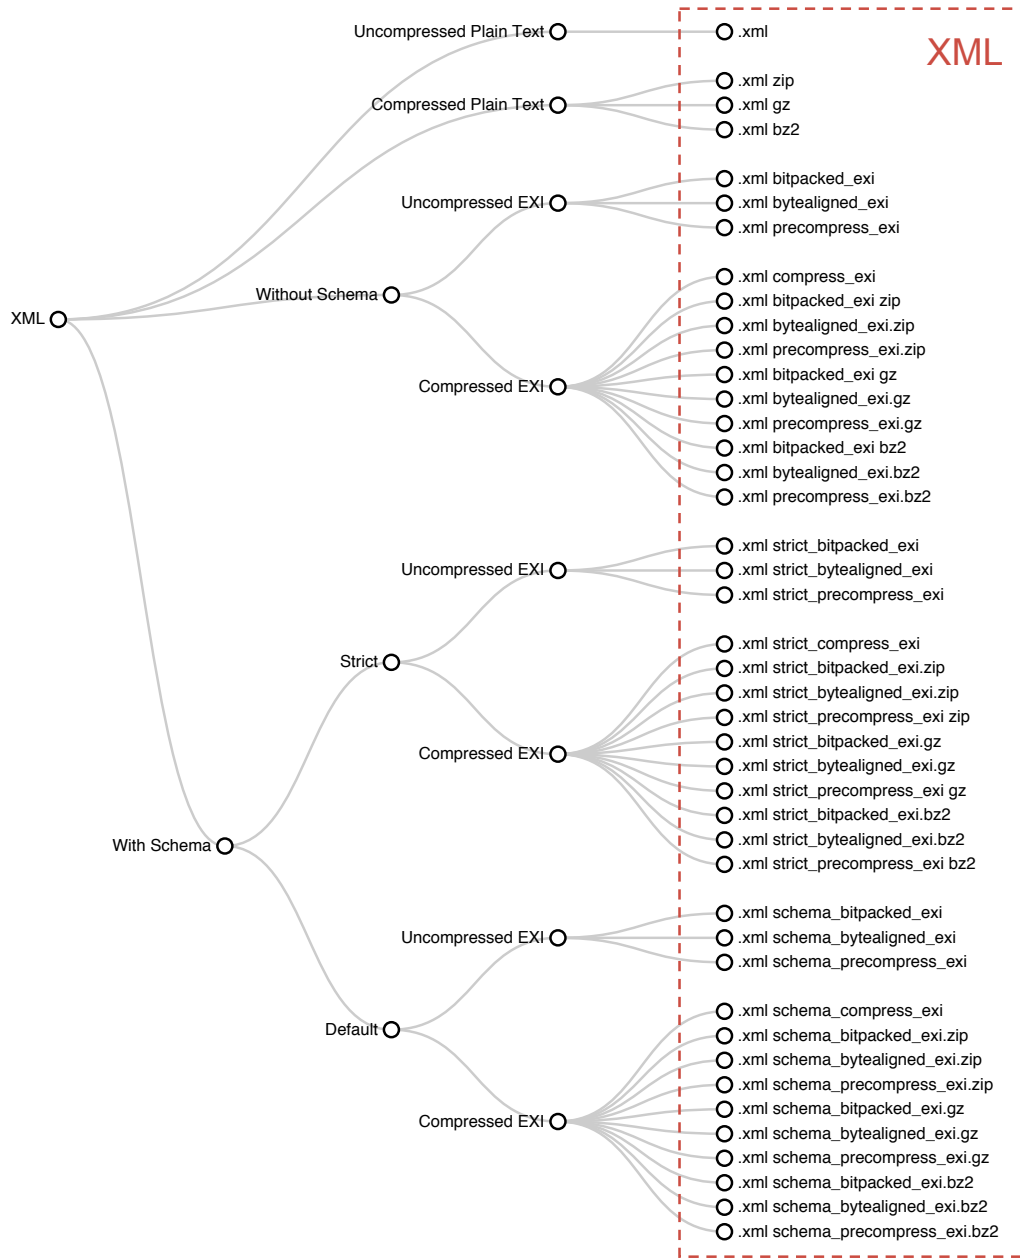 Uncompressed Plain Text
.xml
XML
.xml zip
Compressed Plain Text
.xml gz
.xml bz2
.xml bitpacked_exi
Uncompressed EXI
.xml bytealigned_exi
.xml precompress_exi
.xml compress_exi
Without Schema
.xml bitpacked_exi zip
XML
.xml bytealigned_exi.zip
.xml precompress_exi.zip
.xml bitpacked_exi gz
Compressed EXI
.xml bytealigned_exi.gz
.xml precompress_exi.gz
.xml bitpacked_exi bz2
.xml bytealigned_exi.bz2
.xml precompress_exi.bz2
.xml strict_bitpacked_exi
Uncompressed EXI
.xml strict_bytealigned_exi
.xml strict_precompress_exi
.xml strict_compress_exi
Strict
.xml strict_bitpacked_exi.zip
.xml strict_bytealigned_exi.zip
.xml strict_precompress_exi zip
.xml strict_bitpacked_exi.gz
Compressed EXI
.xml strict_bytealigned_exi.gz
.xml strict_precompress_exi gz
.xml strict_bitpacked_exi.bz2
.xml strict_bytealigned_exi.bz2
With Schema
.xml strict_precompress_exi bz2
.xml schema_bitpacked_exi
Uncompressed EXI
.xml schema_bytealigned_exi
.xml schema_precompress_exi
.xml schema_compress_exi
Default
.xml schema_bitpacked_exi.zip
.xml schema_bytealigned_exi.zip
.xml schema_precompress_exi.zip
.xml schema_bitpacked_exi.gz
Compressed EXI
.xml schema_bytealigned_exi.gz
.xml schema_precompress_exi.gz
.xml schema_bitpacked_exi.bz2
.xml schema_bytealigned_exi.bz2
.xml schema_precompress_exi.bz2